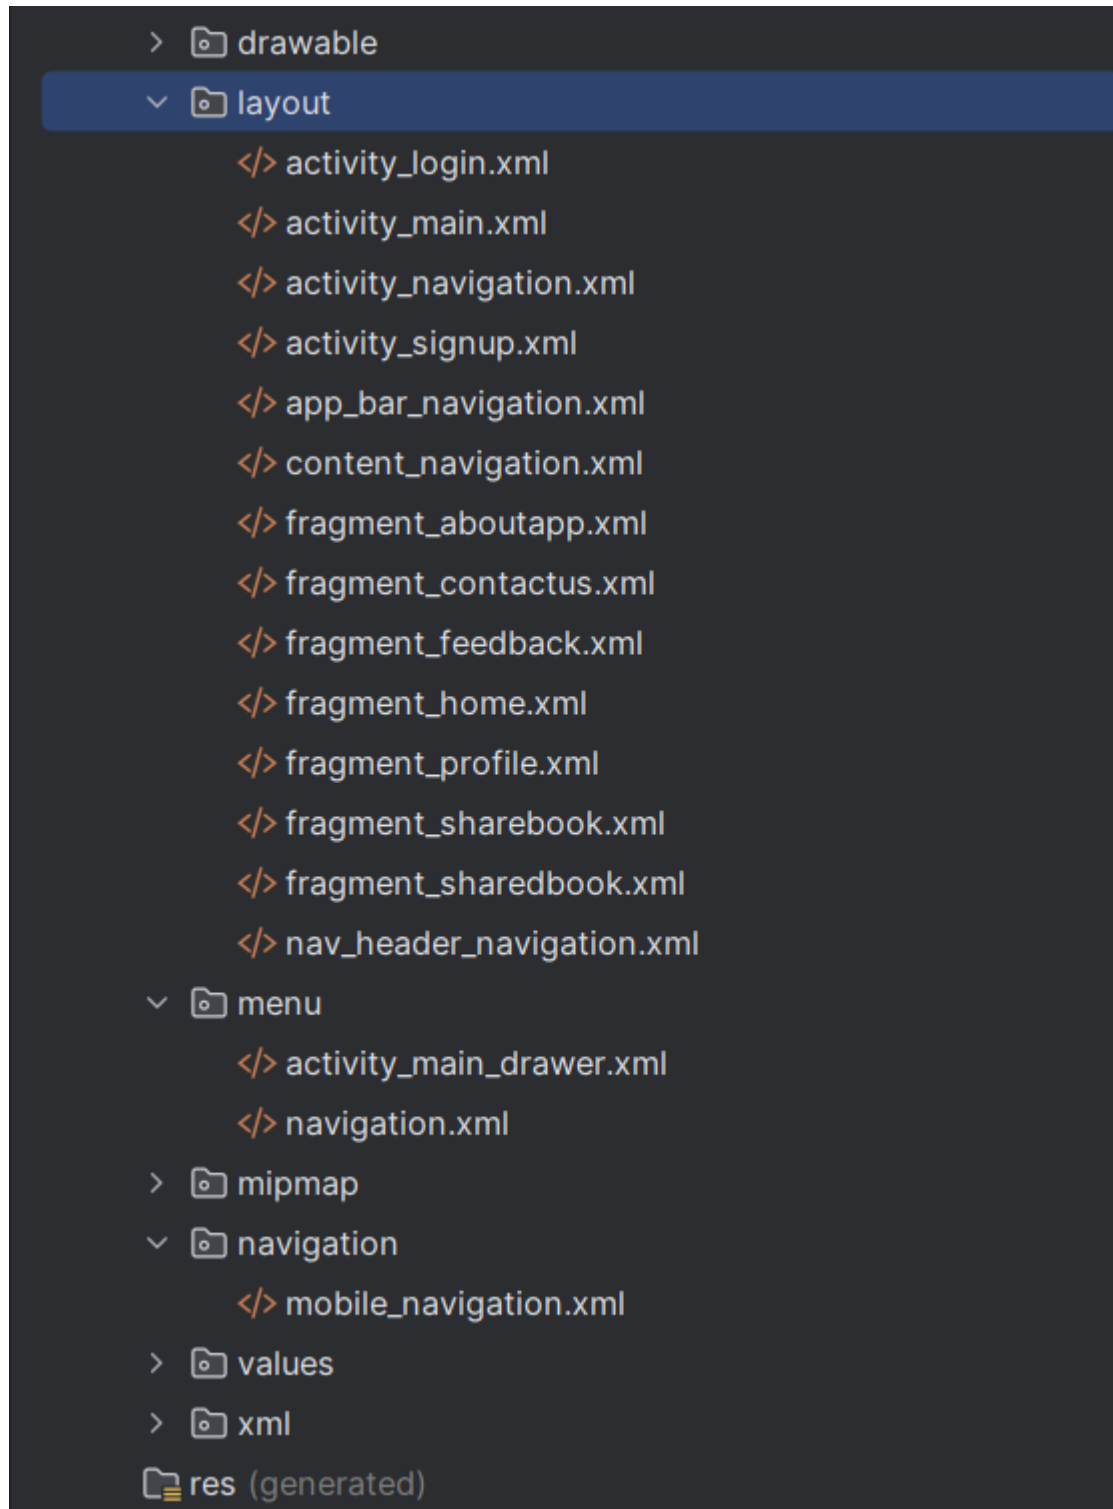 drawable
layout
activity_login.xml
activity_main.xml
activity_navigation.xml
activity_signup.xml
app_bar_navigation.xml
content_navigation.xml
fragment_aboutapp.xml
fragment_contactus.xml
fragment_feedback.xml
fragment_home.xml
fragment_profile.xml
fragment_sharebook.xml
fragment_sharedbook.xml
nav_header_navigation.xml
menu
activity_main_drawer.xml
navigation.xml
mipmap
navigation
mobile_navigation.xml
values
xml
res (generated)